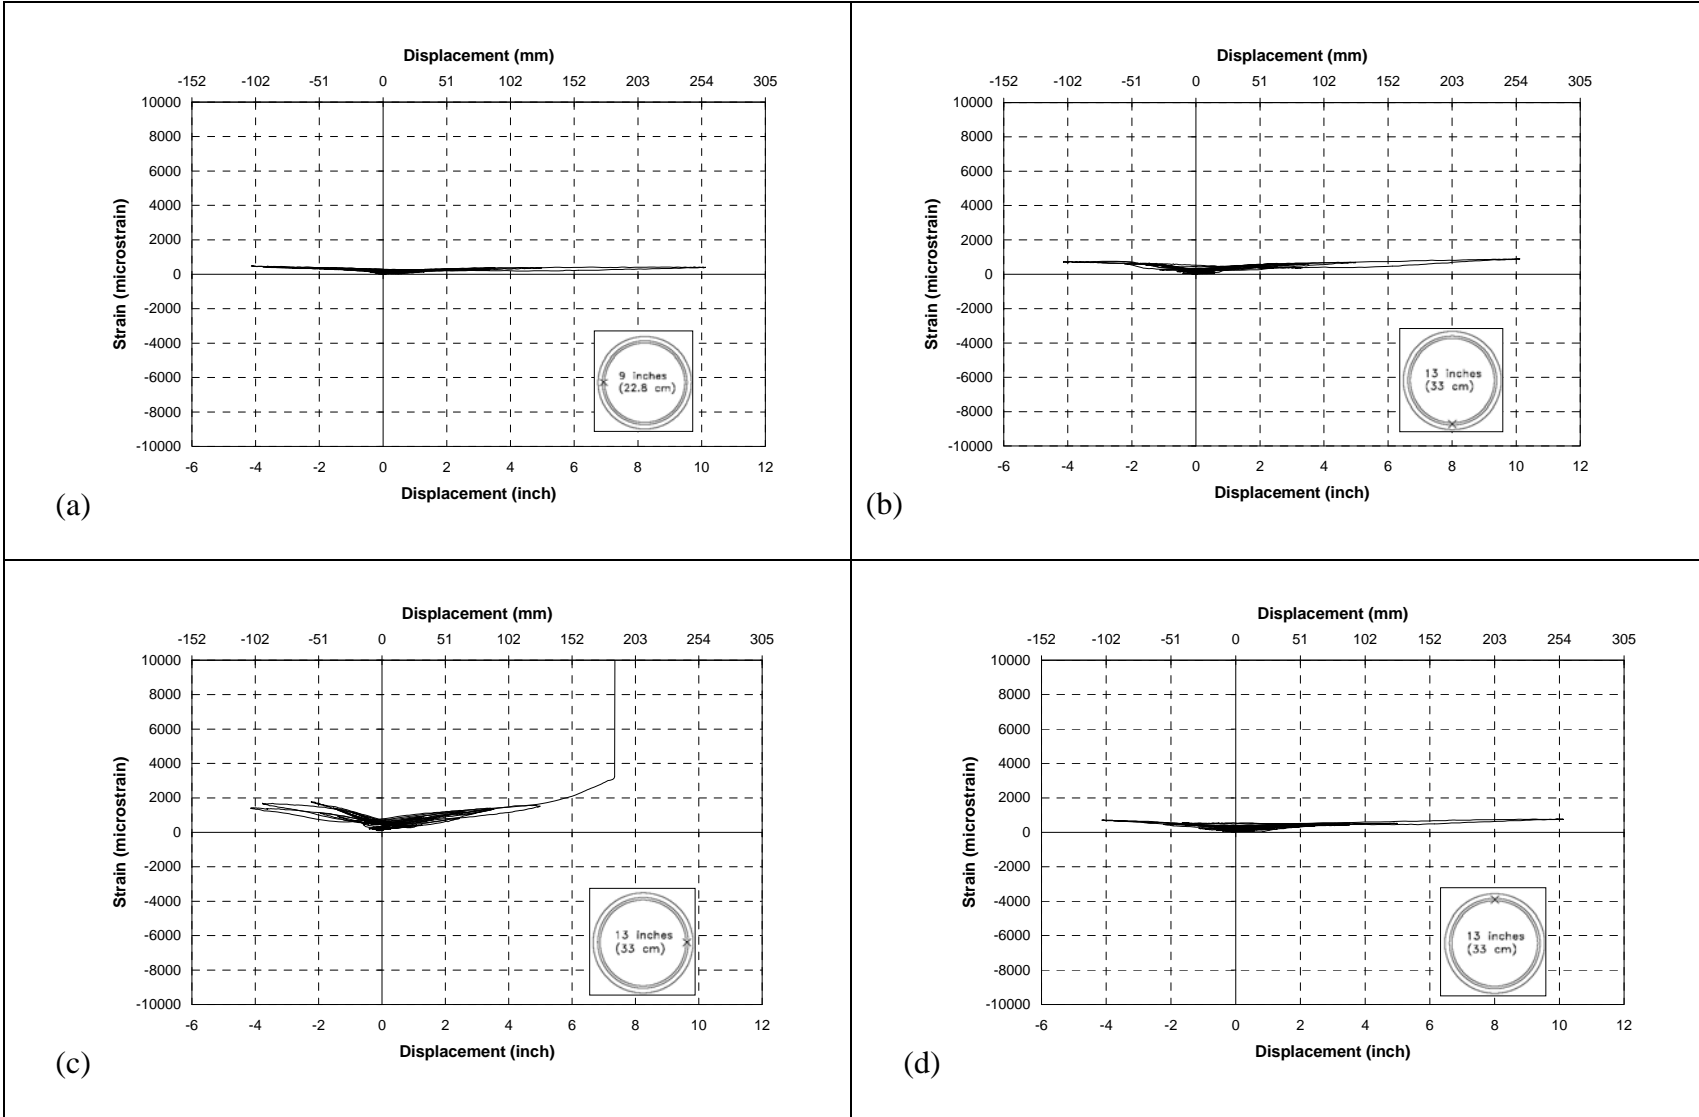 Displacement (mm)
-152 -102 -51 0 51 102 152 203 254 305
10000
8000
6000
4000
2000
0
-2000
-4000
-6000
-8000
-10000
Strain (microstrain)
9 inches
(22.8 cm)
-6 -4 -2 0 2 4 6 8 10 12
Displacement (inch)
(a)
Displacement (mm)
-152 -102 -51 0 51 102 152 203 254 305
10000
8000
6000
4000
2000
0
-2000
-4000
-6000
-8000
-10000
Strain (microstrain)
13 inches
(33 cm)
-6 -4 -2 0 2 4 6 8 10 12
Displacement (inch)
(b)
Displacement (mm)
-152 -102 -51 0 51 102 152 203 254 305
10000
8000
6000
4000
2000
0
-2000
-4000
-6000
-8000
-10000
Strain (microstrain)
13 inches
(33 cm)
-6 -4 -2 0 2 4 6 8 10 12
Displacement (inch)
(c)
Displacement (mm)
-152 -102 -51 0 51 102 152 203 254 305
10000
8000
6000
4000
2000
0
-2000
-4000
-6000
-8000
-10000
Strain (microstrain)
13 inches
(33 cm)
-6 -4 -2 0 2 4 6 8 10 12
Displacement (inch)
(d)